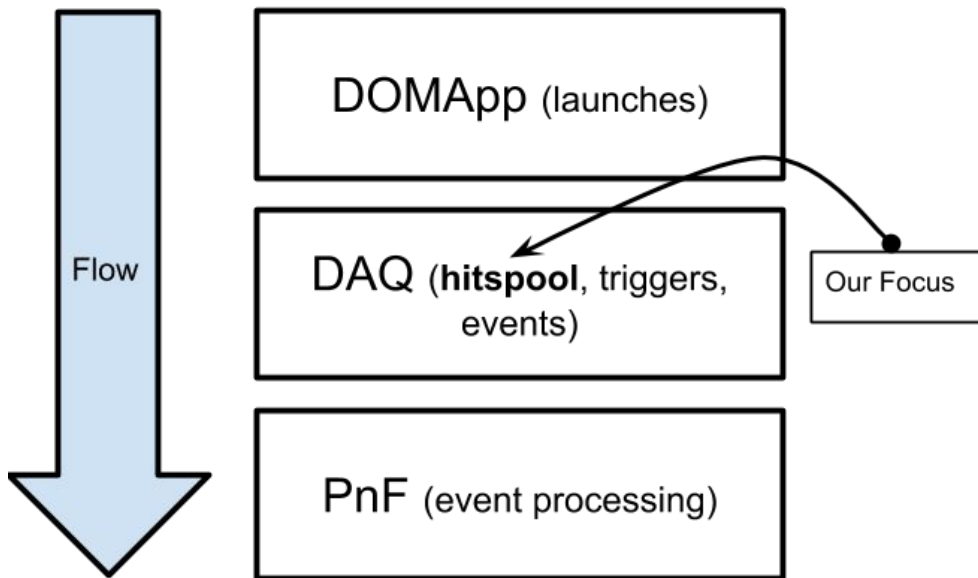 DOMApp (launches)
Flow
DAQ (hitspool, triggers,
events)
Our Focus
PnF (event processing)